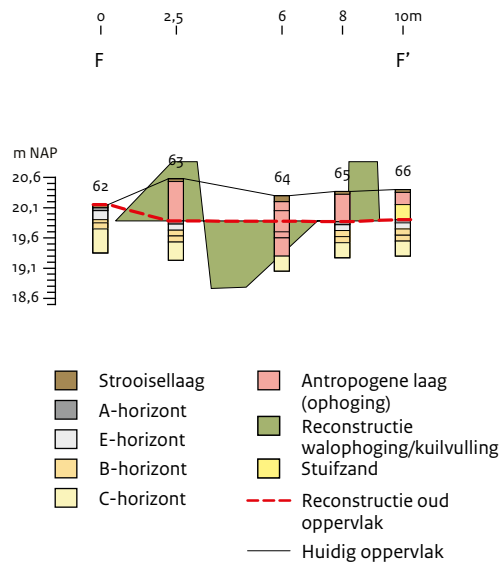 0 2,5 6 8 10m
F F’
m NAP
62 63 64 65 66
20,6
20,1
19,6
19,1
18,6
Strooisellaag
A-horizont
E-horizont
B-horizont
C-horizont
Antropogene laag
(ophoging)
Reconstructie
walophoging/kuilvulling
Stuifzand
Reconstructie oud
oppervlak
Huidig oppervlak